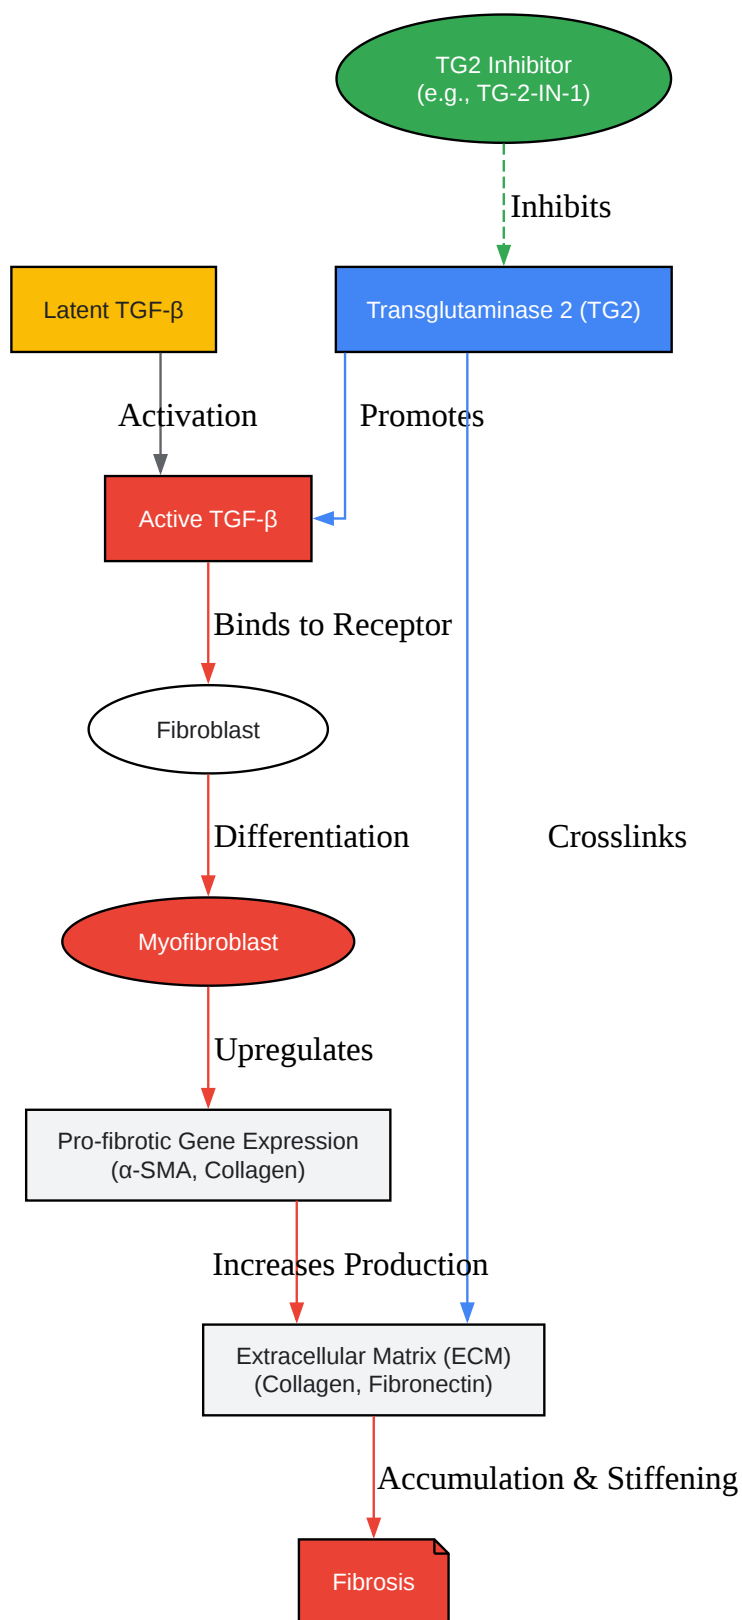 TG2 Inhibitor
(e.g., TG-2-IN-1)
Inhibits
Latent TGF-β
Transglutaminase 2 (TG2)
Activation
Promotes
Active TGF-β
Binds to Receptor
Fibroblast
Differentiation
Crosslinks
Myofibroblast
Upregulates
Pro-fibrotic Gene Expression
(α-SMA, Collagen)
Increases Production
Extracellular Matrix (ECM)
(Collagen, Fibronectin)
Accumulation & Stiffening
Fibrosis